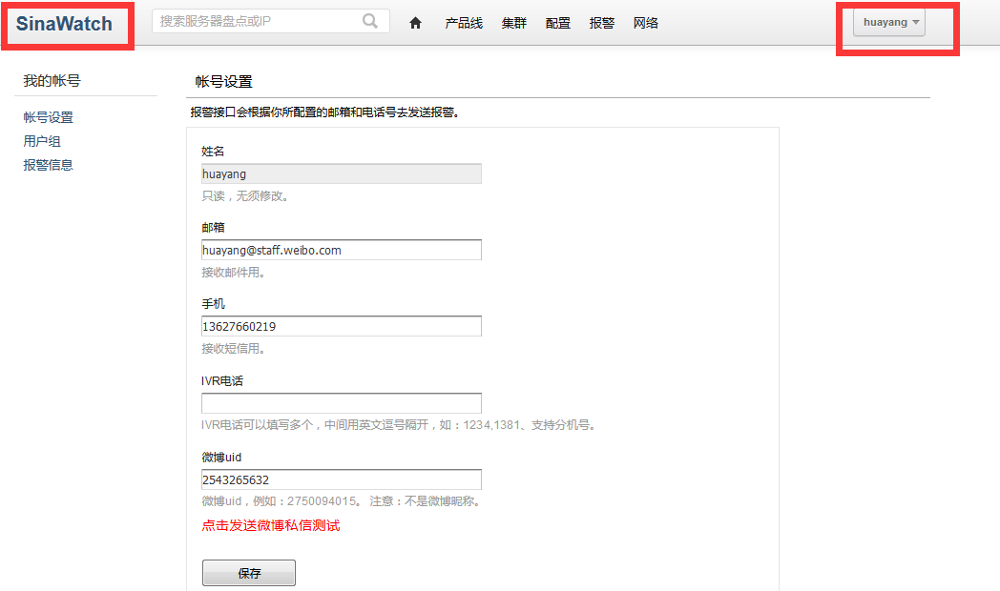 SinaWatch
搜索服务器盘点或IP
产品线 集群 配置 报警 网络
huayang
我的帐号
帐号设置
用户组
报警信息
帐号设置
报警接口会根据你所配置的邮箱和电话号去发送报警。
姓名
huayang
只读，无须修改。
邮箱
huayang@staff.weibo.com
接收邮件用。
手机
13627660219
接收短信用。
IVR电话
IVR电话可以填写多个，中间用英文逗号隔开，如：1234,1381、支持分机号。
微博uid
2543265632
微博uid，例如：2750094015。 注意：不是微博昵称。
点击发送微博私信测试
保存